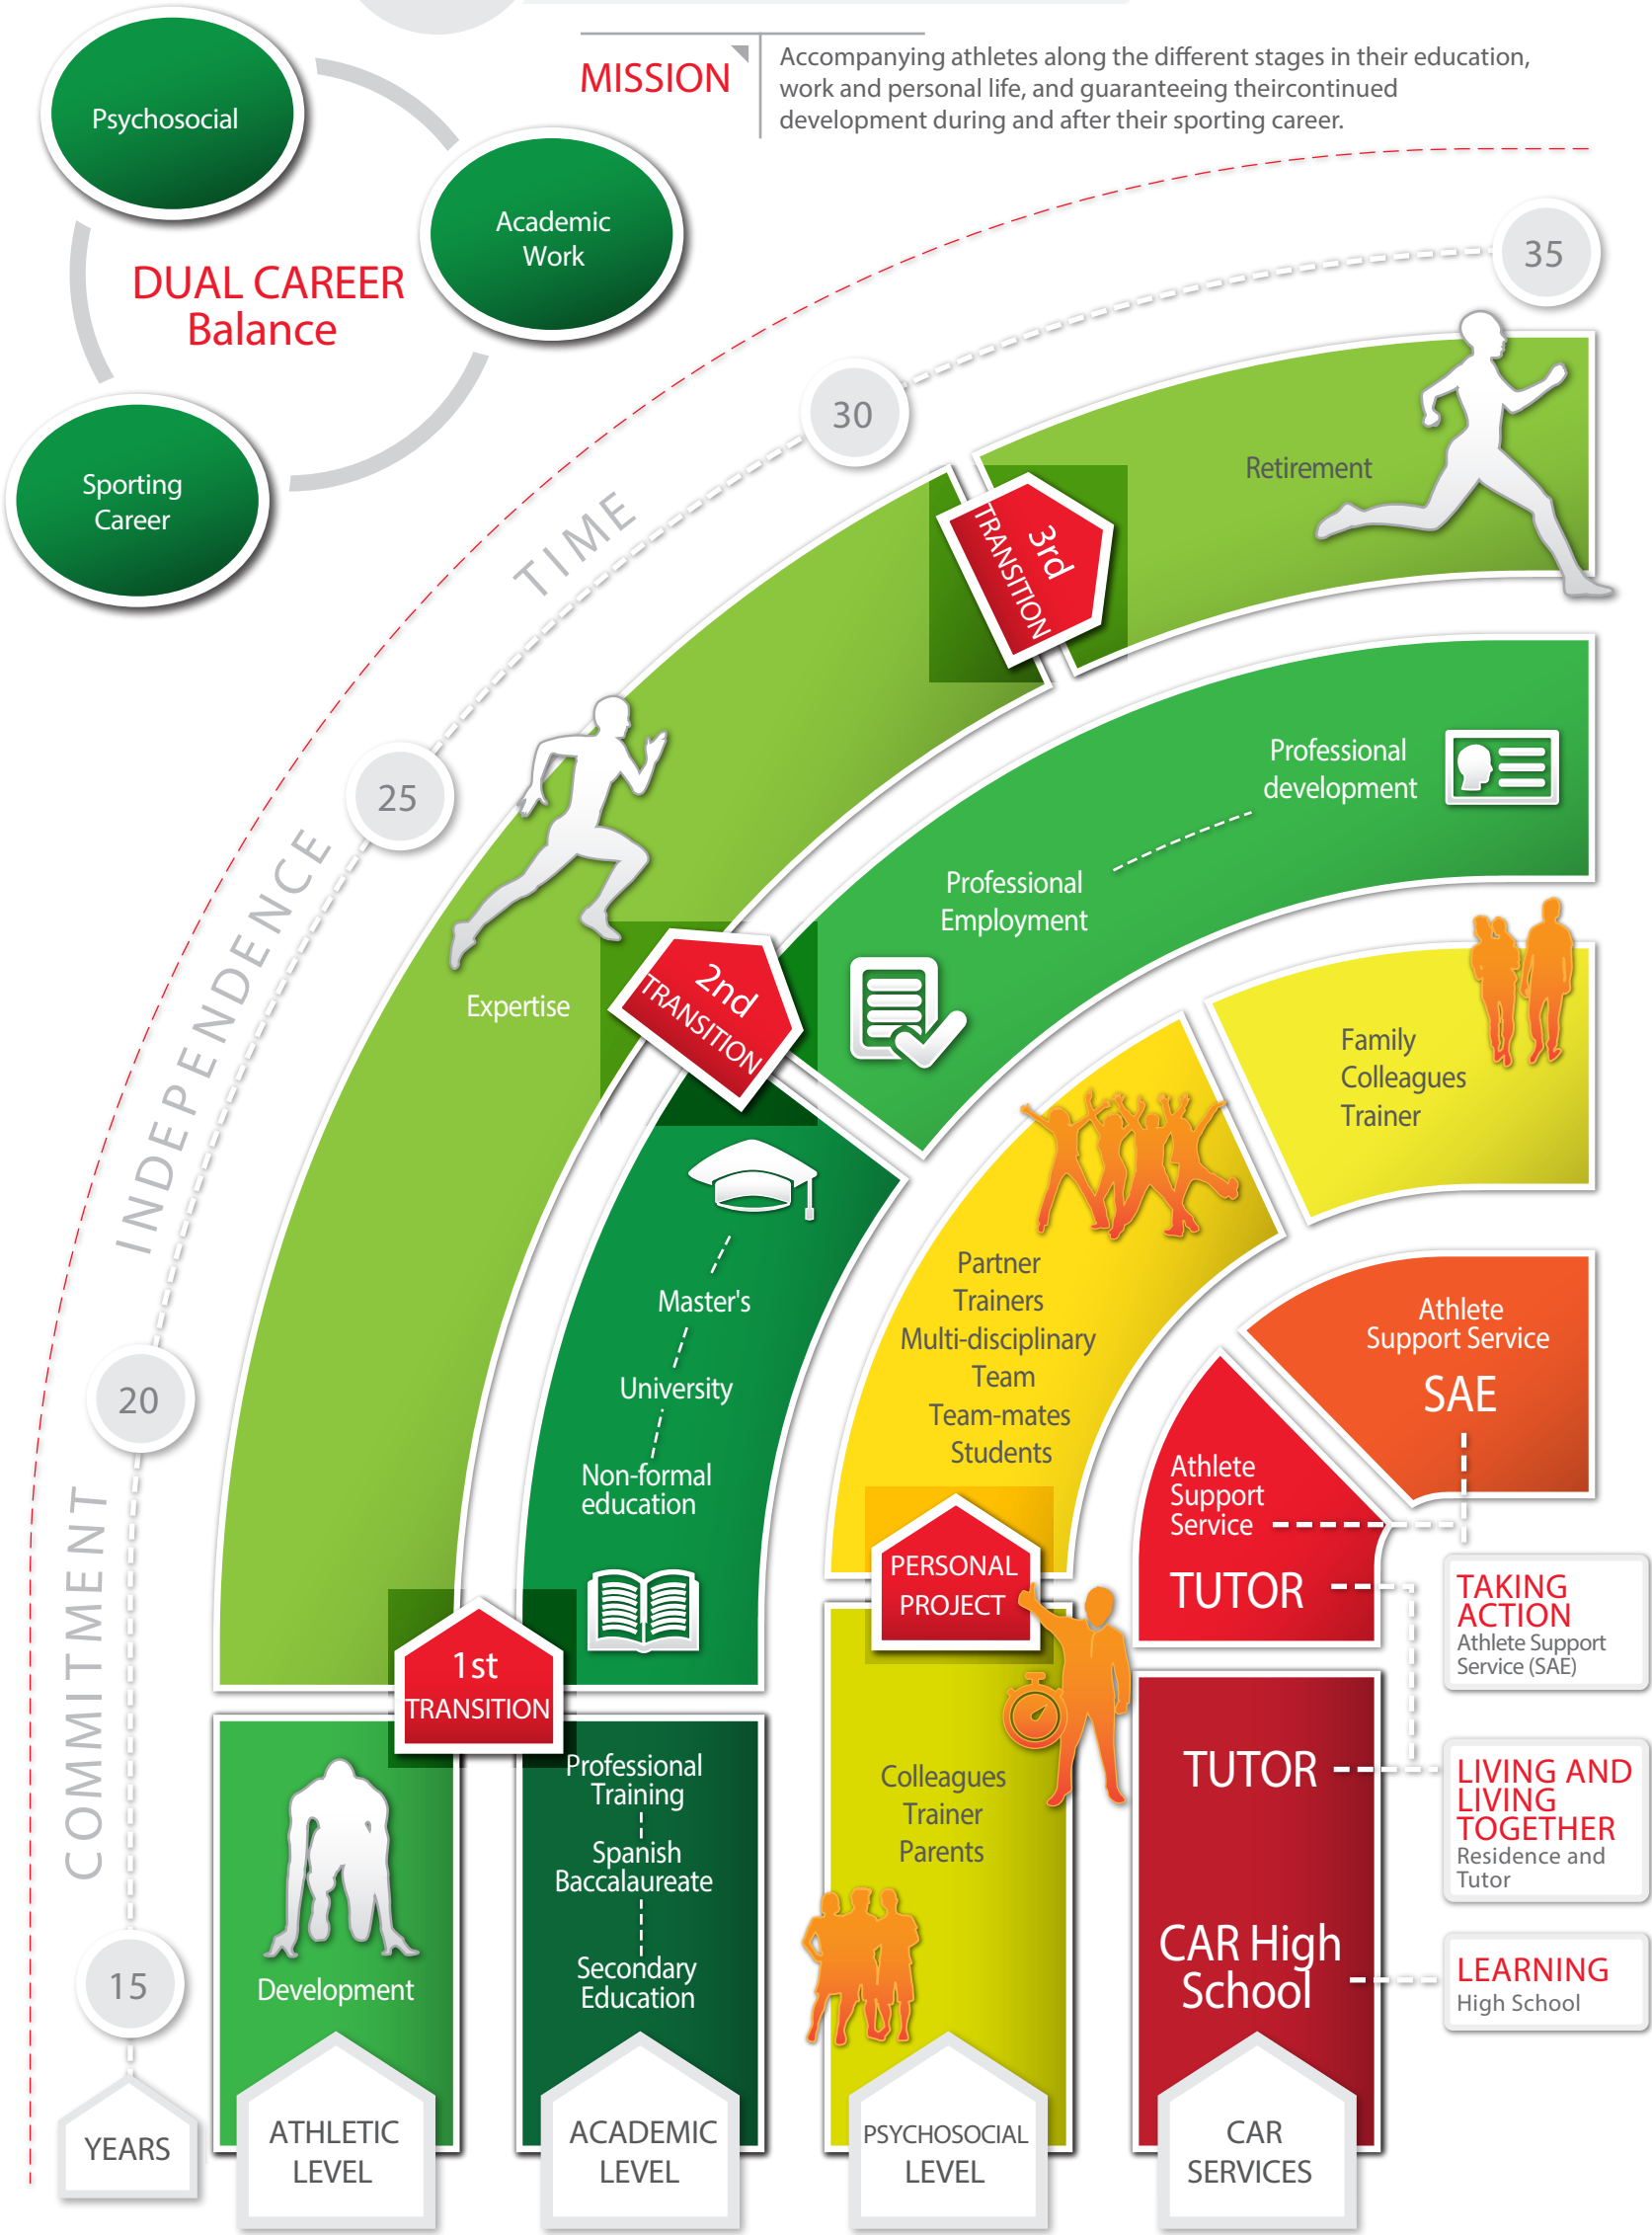 MISSION
Accompanying athletes along the different stages in their education,
work and personal life, and guaranteeing theircontinued
development during and after their sporting career.
Psychosocial
Academic
Work
DUAL CAREER
Balance
Sporting
Career
35
30
25
20
15
YEARS
TIME
INDEPENDENCE
COMMITMENT
Retirement
3rd
TRANSITION
Expertise
2nd
TRANSITION
1st
TRANSITION
Development
ATHLETIC
LEVEL
Professional
development
Professional
Employment
Master's
University
Non-formal
education
Professional
Training
Spanish
Baccalaureate
Secondary
Education
ACADEMIC
LEVEL
Family
Colleagues
Trainer
Partner
Trainers
Multi-disciplinary
Team
Team-mates
Students
PERSONAL
PROJECT
Colleagues
Trainer
Parents
PSYCHOSOCIAL
LEVEL
Athlete
Support Service
SAE
Athlete
Support
Service
TUTOR
TUTOR
CAR High
School
CAR
SERVICES
TAKING
ACTION
Athlete Support
Service (SAE)
LIVING AND
LIVING
TOGETHER
Residence and
Tutor
LEARNING
High School